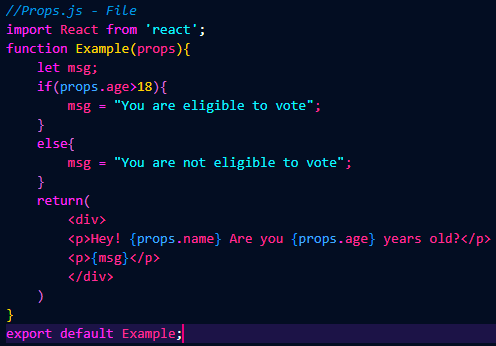 //Props.js - File
import React from 'react';
function Example(props){
    let msg;
    if(props.age>18){
        msg = "You are eligible to vote";
    }
    else{
        msg = "You are not eligible to vote";
    }
    return(
        <div>
        <p>Hey! {props.name} Are you {props.age} years old?</p>
        <p>{msg}</p>
        </div>
    )
}
export default Example;